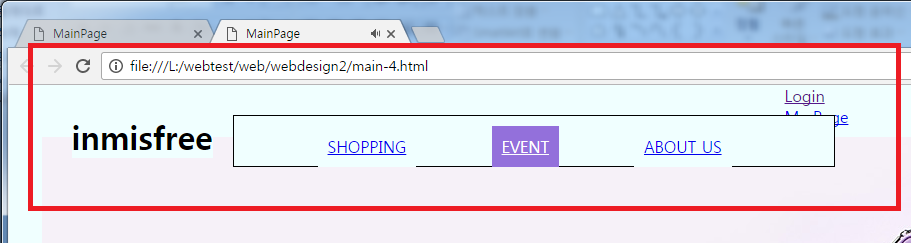 MainPage
MainPage
file:///L:/webtest/web/webdesign2/main-4.html
Login
inmisfree
SHOPPING
EVENT
ABOUT US